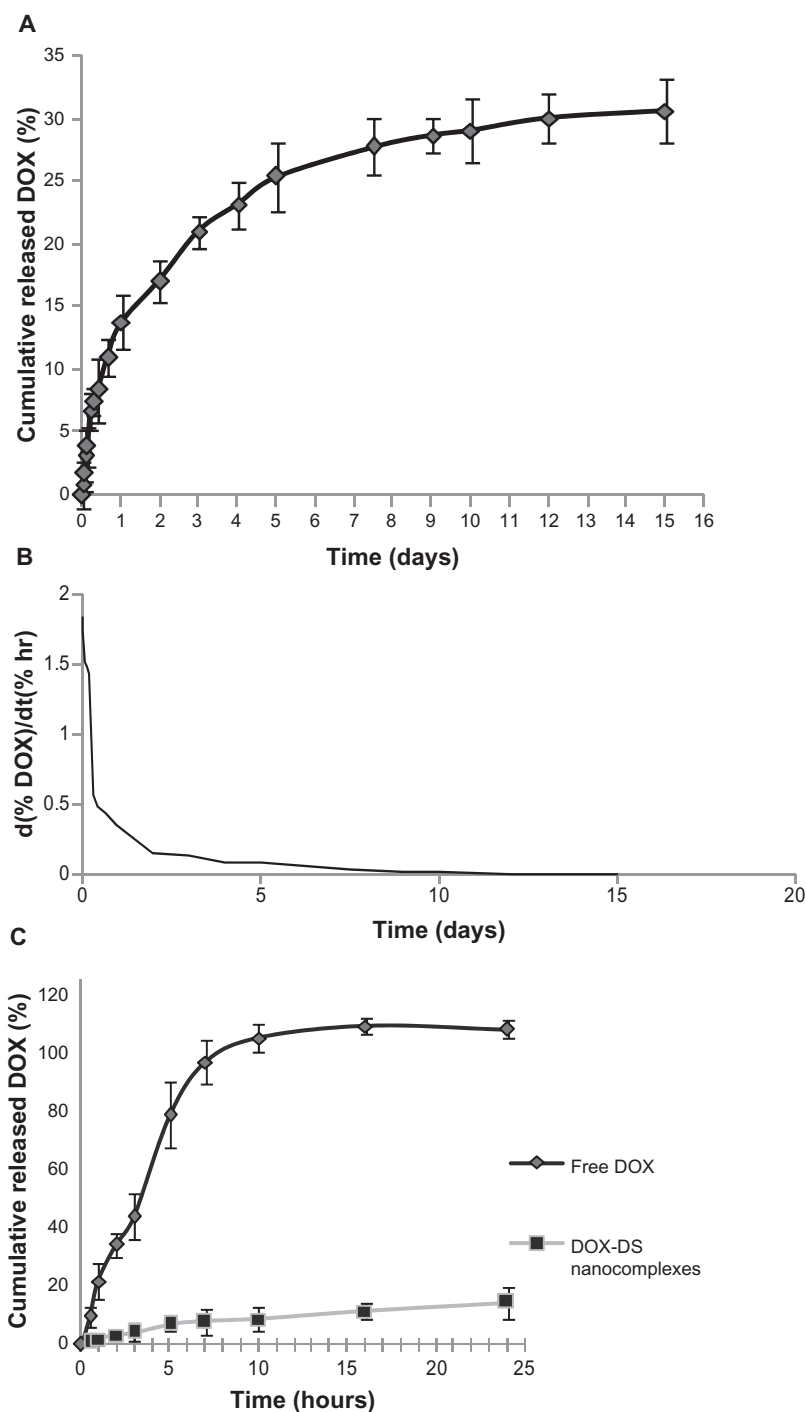 A
Cumulative released DOX (%)
35
30
25
20
15
10
5
0
0 1 2 3 4 5 6 7 8 9 10 11 12 13 14 15 16
Time (days)
B
d(% DOX)/dt(% hr)
2
1.5
1
0.5
0
0 5 10 15 20
Time (days)
C
Cumulative released DOX (%)
120
100
80
60
40
20
0
0 5 10 15 20 25
Time (hours)
Free DOX
DOX-DS
nanocomplexes